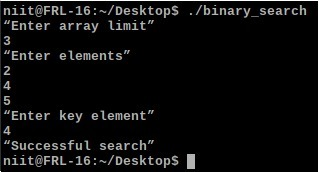 niit@FRL-16:~/Desktop$ ./binary_search
“Enter array limit”
3
“Enter elements”
2
4
5
“Enter key element”
4
“Successful search”
niit@FRL-16:~/Desktop$